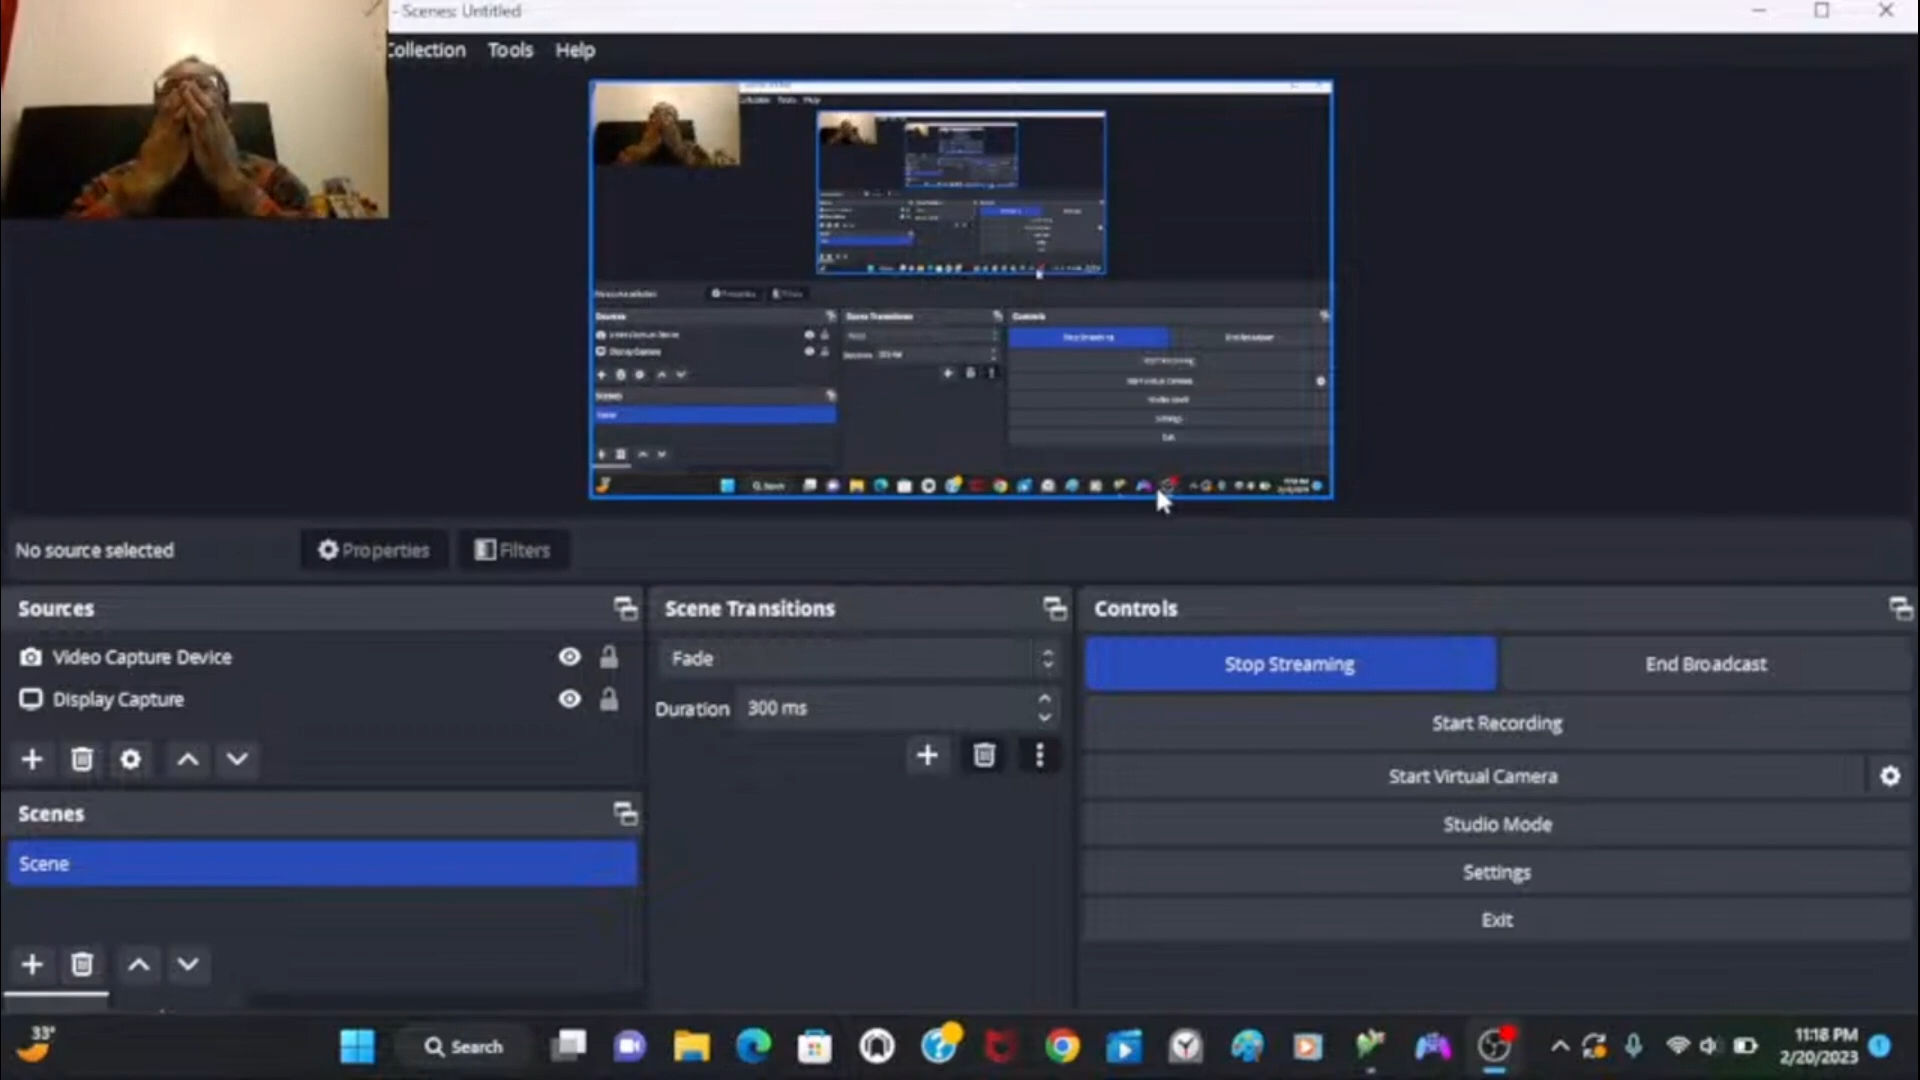 - Scenes: Untitled
Collection Tools Help
No source selected
Properties
Filters
Sources
Video Capture Device
Display Capture
Scenes
Scene
Scene Transitions
Fade
Duration 300 ms
Controls
Stop Streaming
End Broadcast
Start Recording
Start Virtual Camera
Studio Mode
Settings
Exit
33°
Search
11:18 PM
2/20/2023